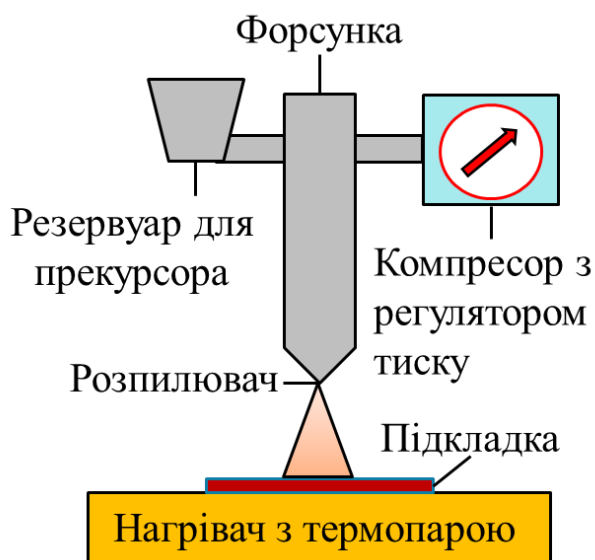 Форсунка
Резервуар для
прекурсора
Компресор з
регулятором
тиску
Розпилювач
Підкладка
Нагрівач з термопарою